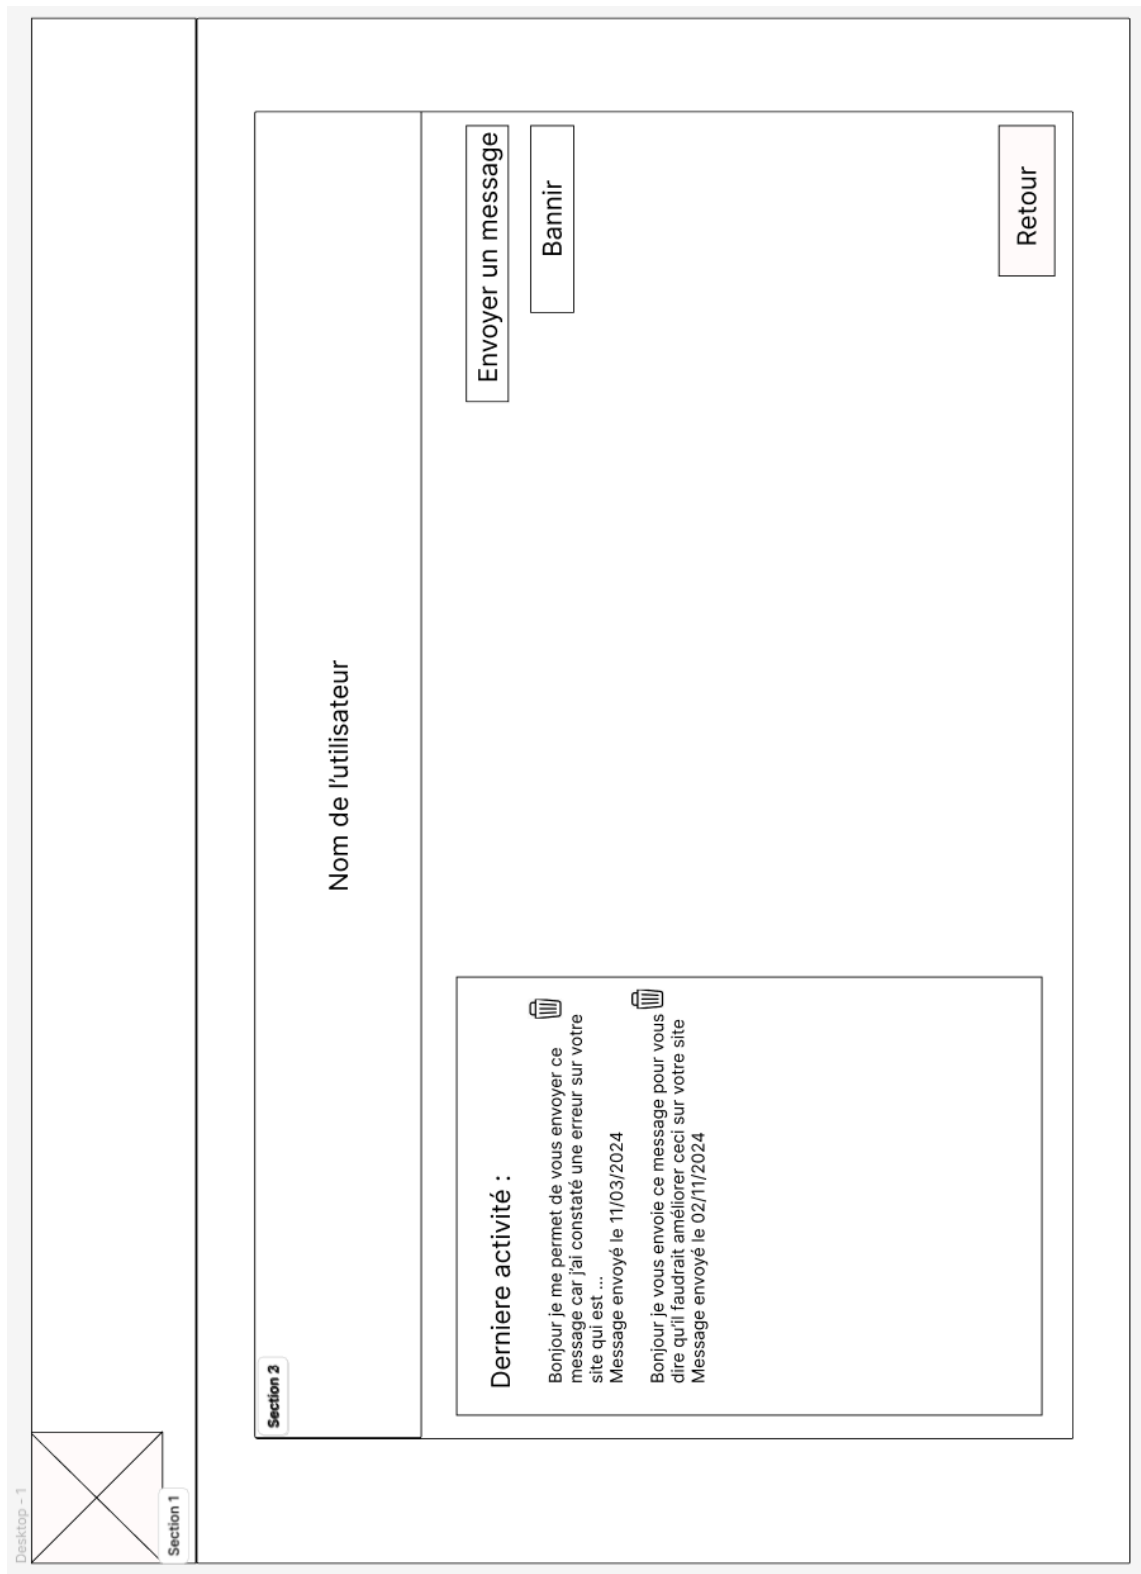 Desktop - 1
Section 1
Section 3
Nom de l'utilisateur
Derniere activité :
Bonjour je me permet de vous envoyer ce
message car j'ai constaté une erreur sur votre
site qui est ...
Message envoyé le 11/03/2024
Bonjour je vous envoie ce message pour vous
dire qu'il faudrait améliorer ceci sur votre site
Message envoyé le 02/11/2024
Envoyer un message
Bannir
Retour